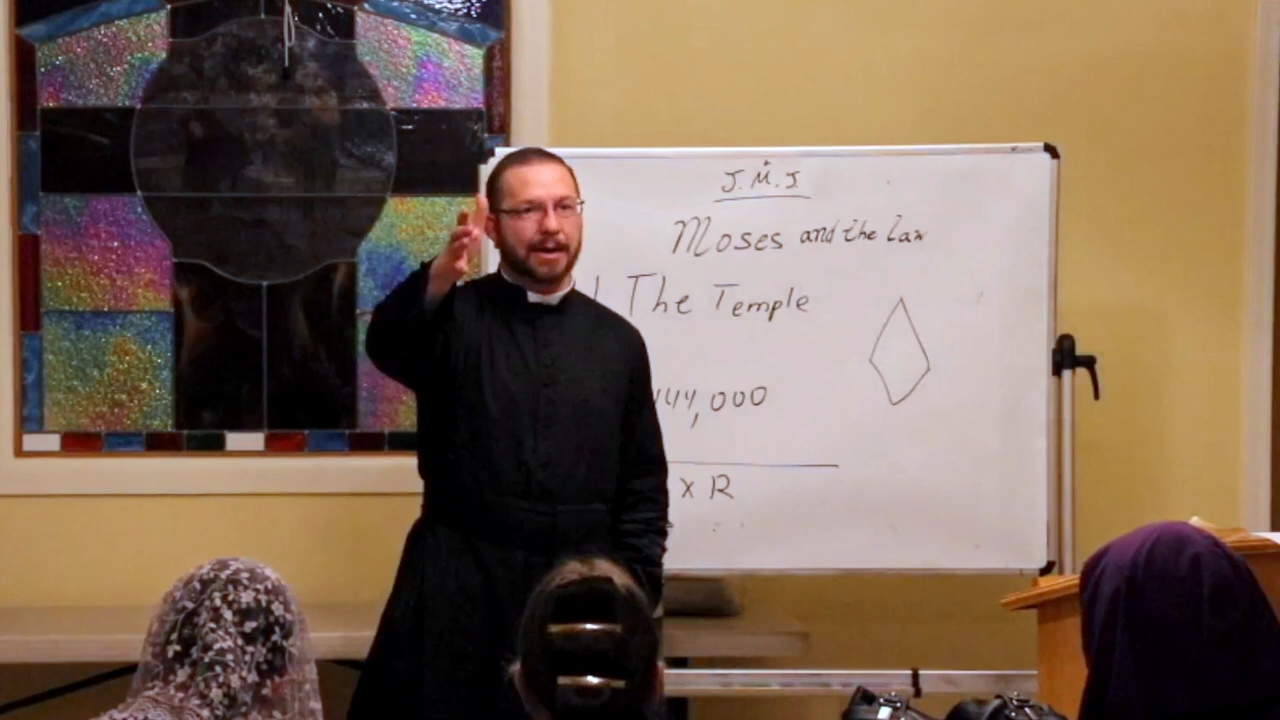 J.M.J.
Moses and the Law
The Temple
144,000
x R